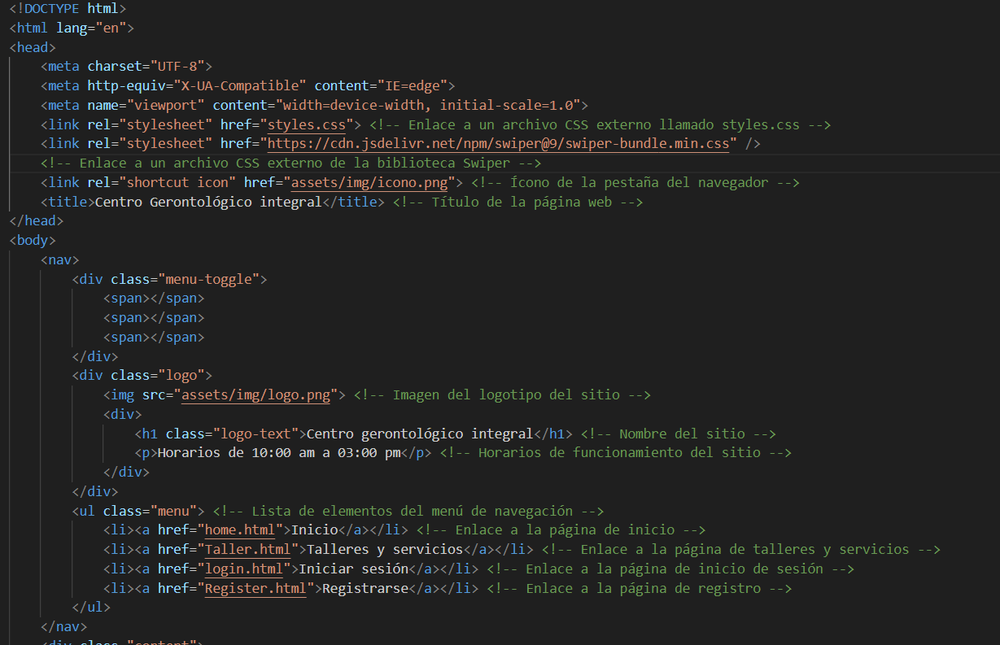 <!DOCTYPE html>
<html lang="en">
<head>
    <meta charset="UTF-8">
    <meta http-equiv="X-UA-Compatible" content="IE=edge">
    <meta name="viewport" content="width=device-width, initial-scale=1.0">
    <link rel="stylesheet" href="styles.css"> <!-- Enlace a un archivo CSS externo llamado styles.css -->
    <link rel="stylesheet" href="https://cdn.jsdelivr.net/npm/swiper@9/swiper-bundle.min.css" />
    <!-- Enlace a un archivo CSS externo de la biblioteca Swiper -->
    <link rel="shortcut icon" href="assets/img/icono.png"> <!-- Ícono de la pestaña del navegador -->
    <title>Centro Gerontológico integral</title> <!-- Título de la página web -->
</head>
<body>
    <nav>
        <div class="menu-toggle">
            <span></span>
            <span></span>
            <span></span>
        </div>
        <div class="logo">
            <img src="assets/img/logo.png"> <!-- Imagen del logotipo del sitio -->
            <div>
                <h1 class="logo-text">Centro gerontológico integral</h1> <!-- Nombre del sitio -->
                <p>Horarios de 10:00 am a 03:00 pm</p> <!-- Horarios de funcionamiento del sitio -->
            </div>
        </div>
        <ul class="menu"> <!-- Lista de elementos del menú de navegación -->
            <li><a href="home.html">Inicio</a></li> <!-- Enlace a la página de inicio -->
            <li><a href="Taller.html">Talleres y servicios</a></li> <!-- Enlace a la página de talleres y servicios -->
            <li><a href="login.html">Iniciar sesión</a></li> <!-- Enlace a la página de inicio de sesión -->
            <li><a href="Register.html">Registrarse</a></li> <!-- Enlace a la página de registro -->
        </ul>
    </nav>
    <div class="content">